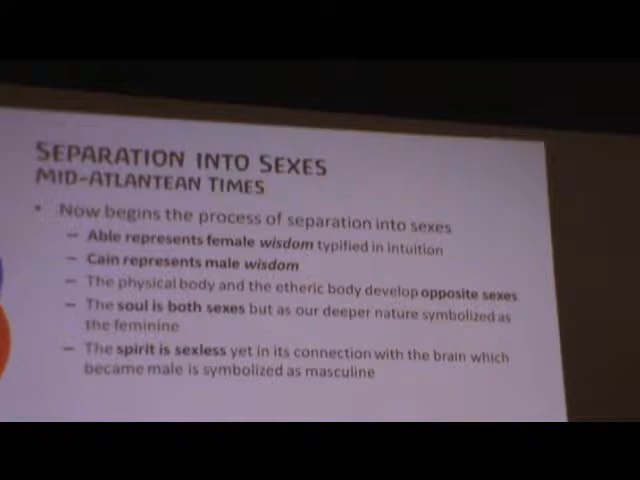 SEPARATION INTO SEXES
MID-ATLANTEAN TIMES
• Now begins the process of separation into sexes
– Able represents female wisdom typified in intuition
– Cain represents male wisdom
– The physical body and the etheric body develop opposite sexes
– The soul is both sexes but as our deeper nature symbolized as
the feminine
– The spirit is sexless yet in its connection with the brain which
became male is symbolized as masculine